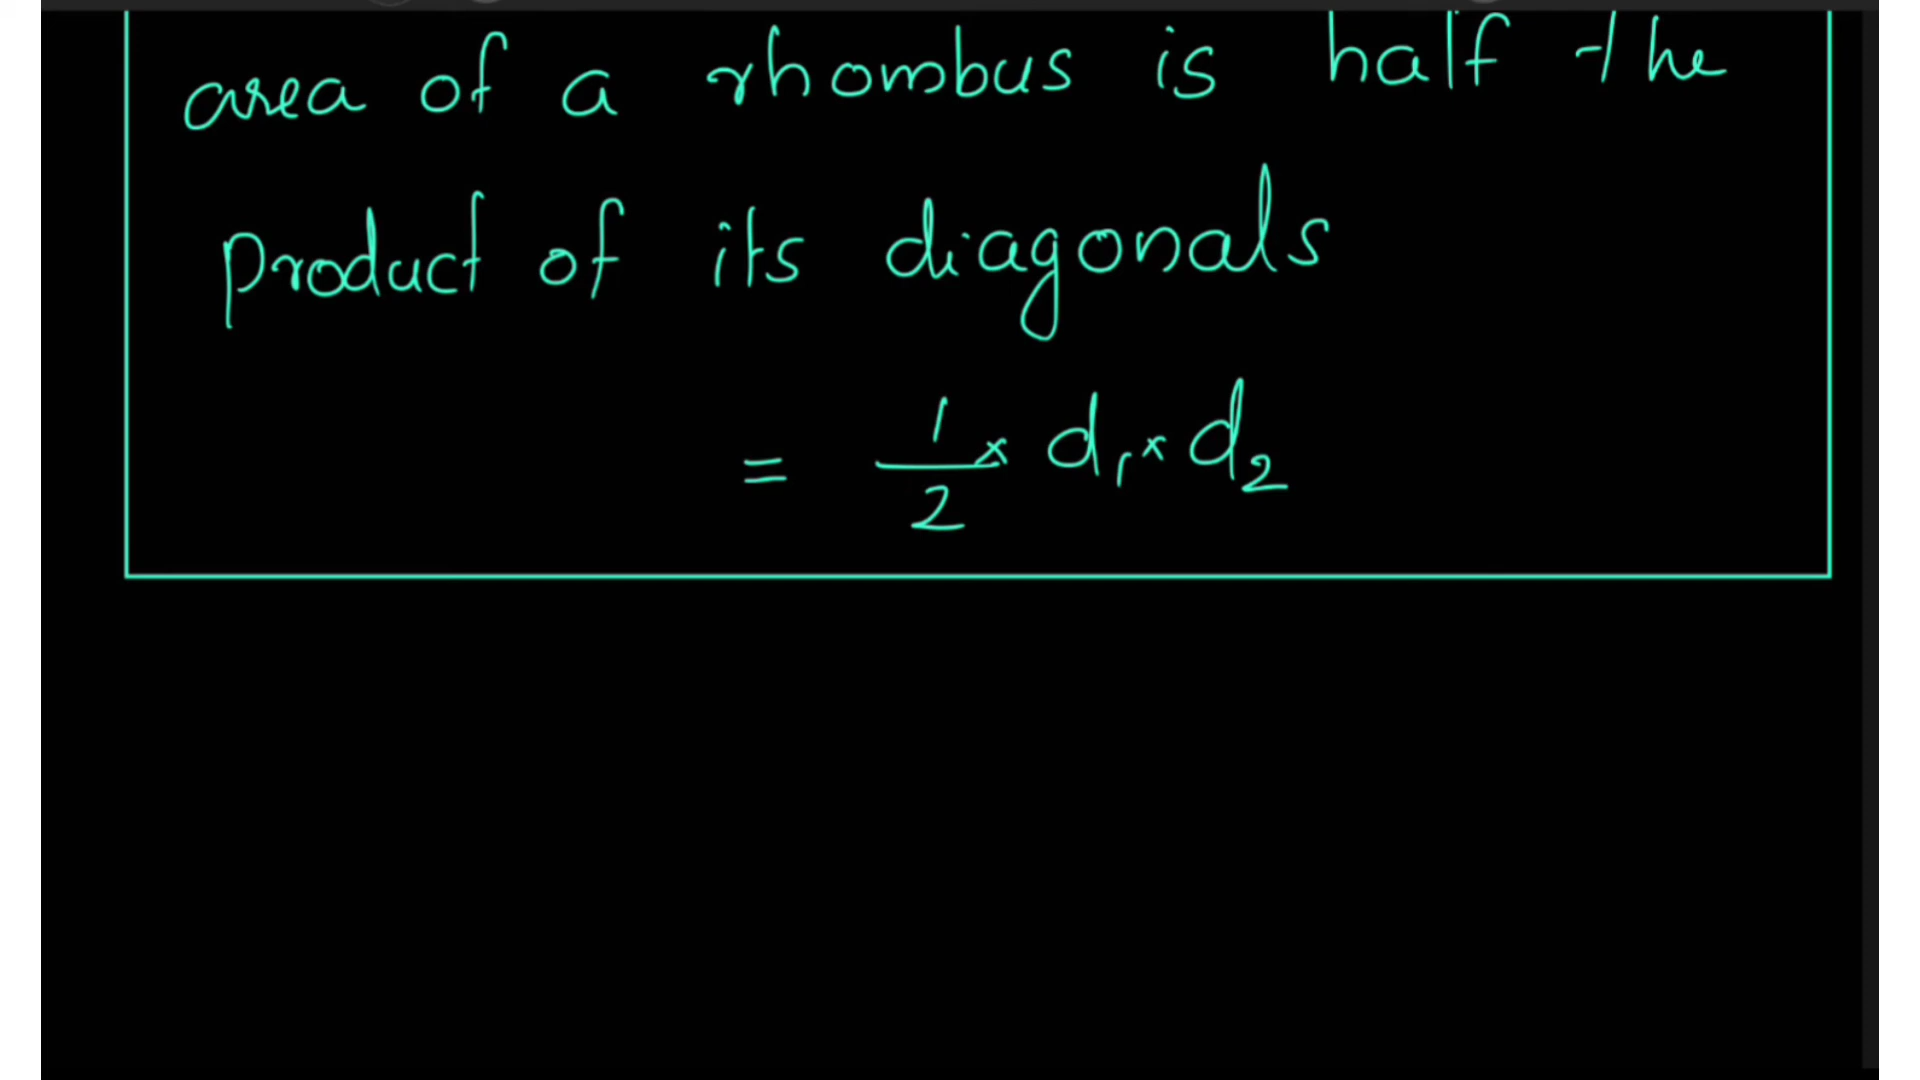 area of a rhombus is half the
product of its diagonals
= 1/2 × d₁ × d₂